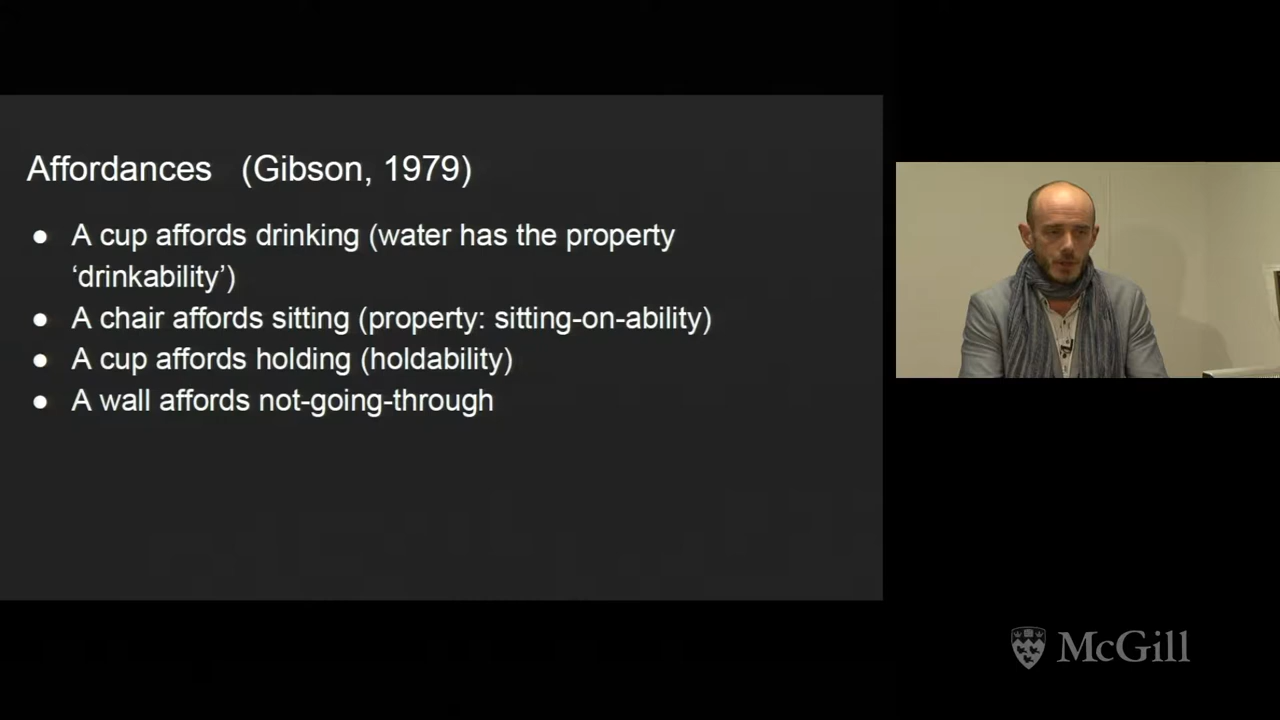 Affordances (Gibson, 1979)
● A cup affords drinking (water has the property
‘drinkability’)
● A chair affords sitting (property: sitting-on-ability)
● A cup affords holding (holdability)
● A wall affords not-going-through
McGill